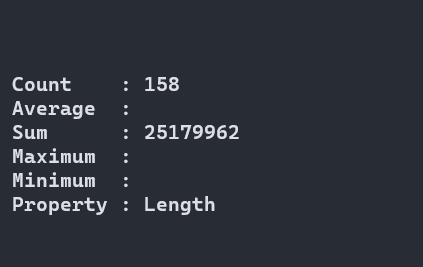 Count    : 158
Average  :
Sum      : 25179962
Maximum  :
Minimum  :
Property : Length